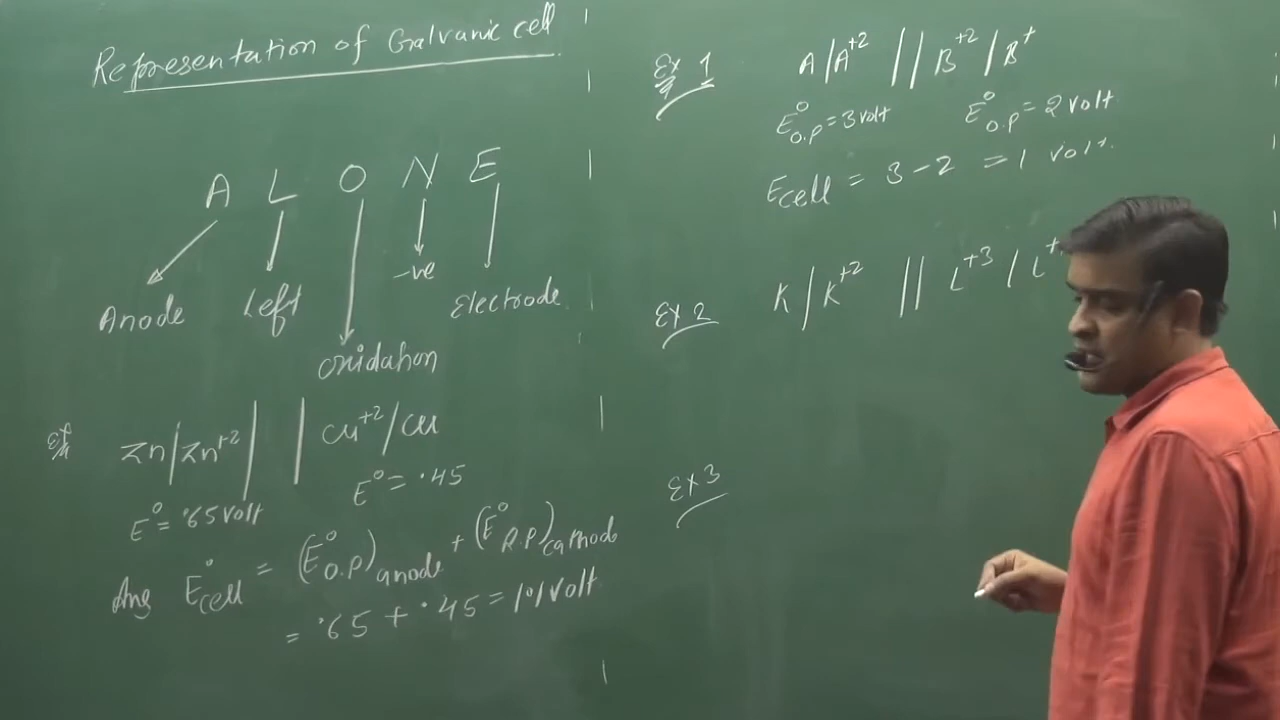 Representation of Galvanic cell
A L O N E
Anode Left Oxidation -ve Electrode
Ex Zn/Zn+2 || Cu+2/Cu
E° = .65 volt E° = .45
Ans E°cell = (E°O.P)anode + (E°R.P)cathode
= .65 + .45 = 1.1 volt
Ex 1 A/A+2 // B+2/B+
E°O.P = 3 volt E°O.P = 2 volt
Ecell = 3 - 2 = 1 volt.
Ex 2 K/K+2 // L+3/L+
Ex 3